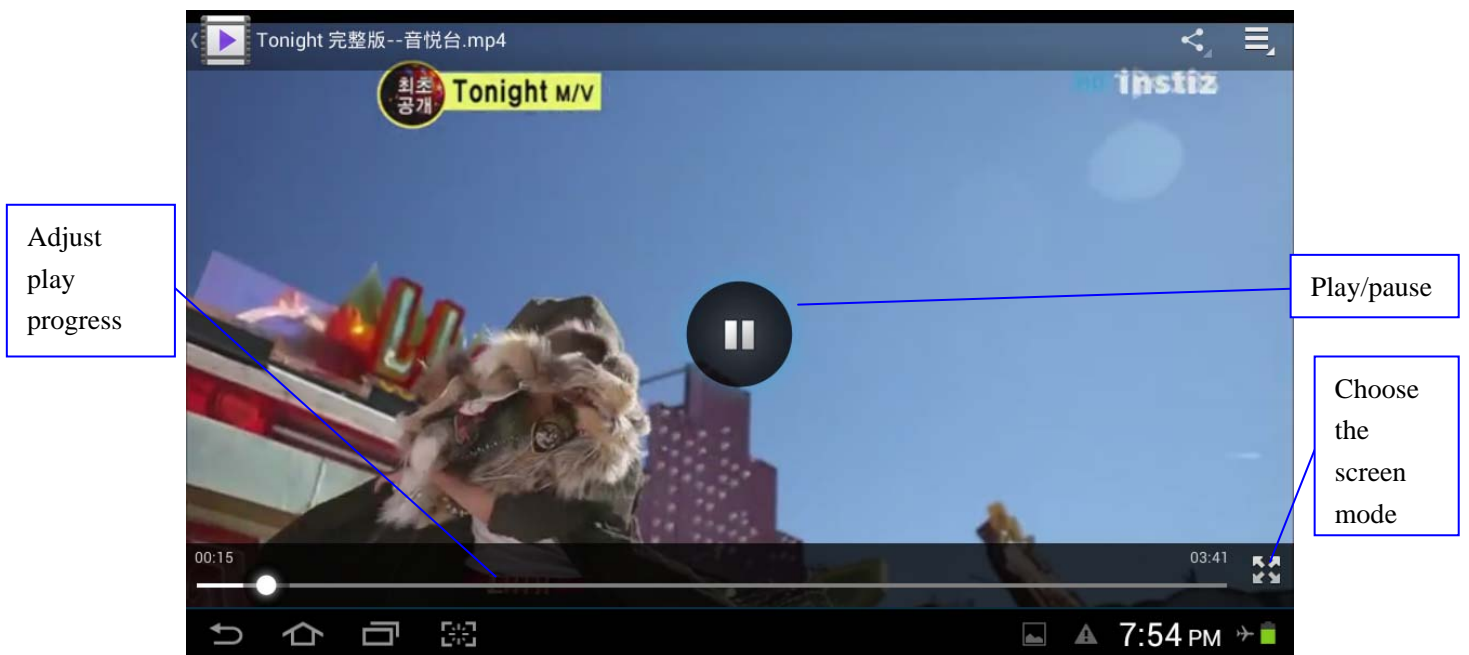 Tonight 完整版--音悦台.mp4
최초
공개
Tonight M/V
instiz
Adjust
play
progress
Play/pause
Choose
the
screen
mode
00:15
03:41
7:54 PM